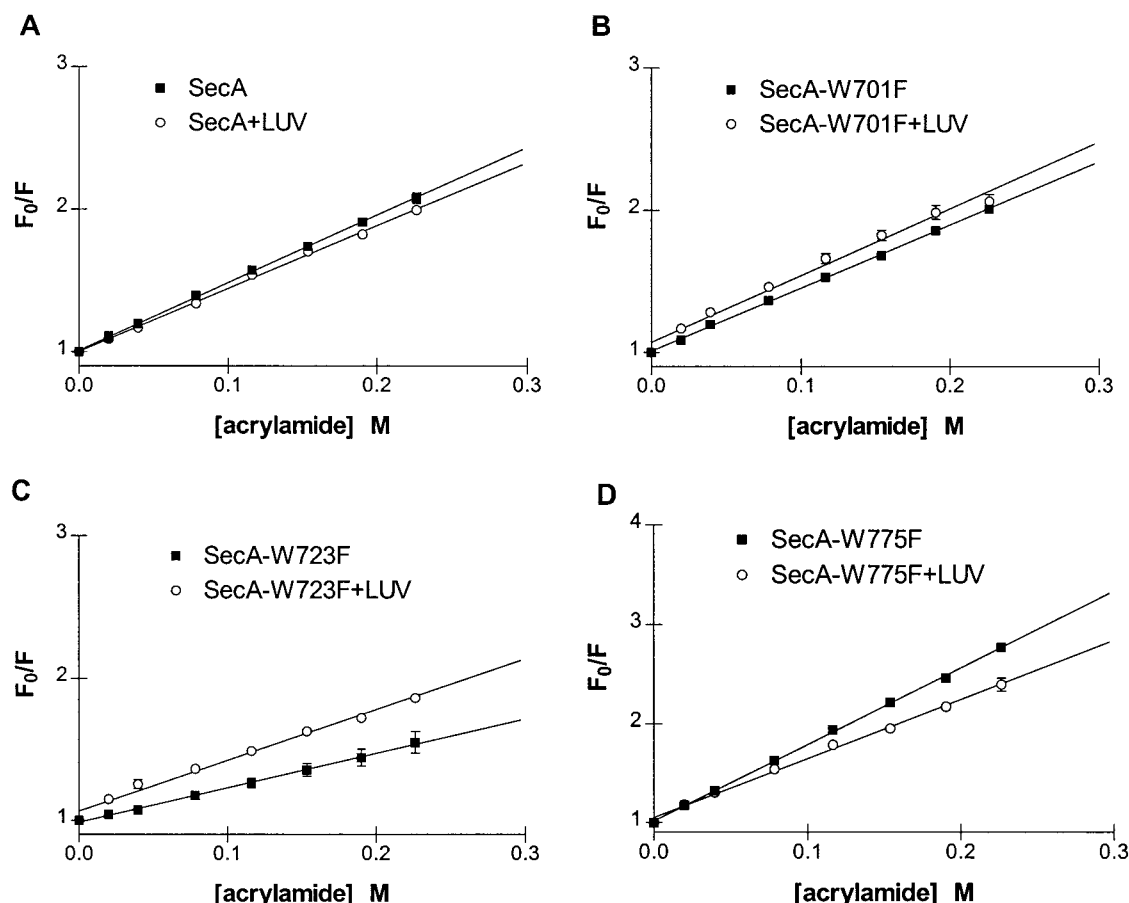 A
3
SecA
SecA+LUV
F₀/F
2
1
0.0 0.1 0.2 0.3
[acrylamide] M
B
3
SecA-W701F
SecA-W701F+LUV
F₀/F
2
1
0.0 0.1 0.2 0.3
[acrylamide] M
C
3
SecA-W723F
SecA-W723F+LUV
F₀/F
2
1
0.0 0.1 0.2 0.3
[acrylamide] M
D
4
SecA-W775F
SecA-W775F+LUV
F₀/F
3
2
1
0.0 0.1 0.2 0.3
[acrylamide] M